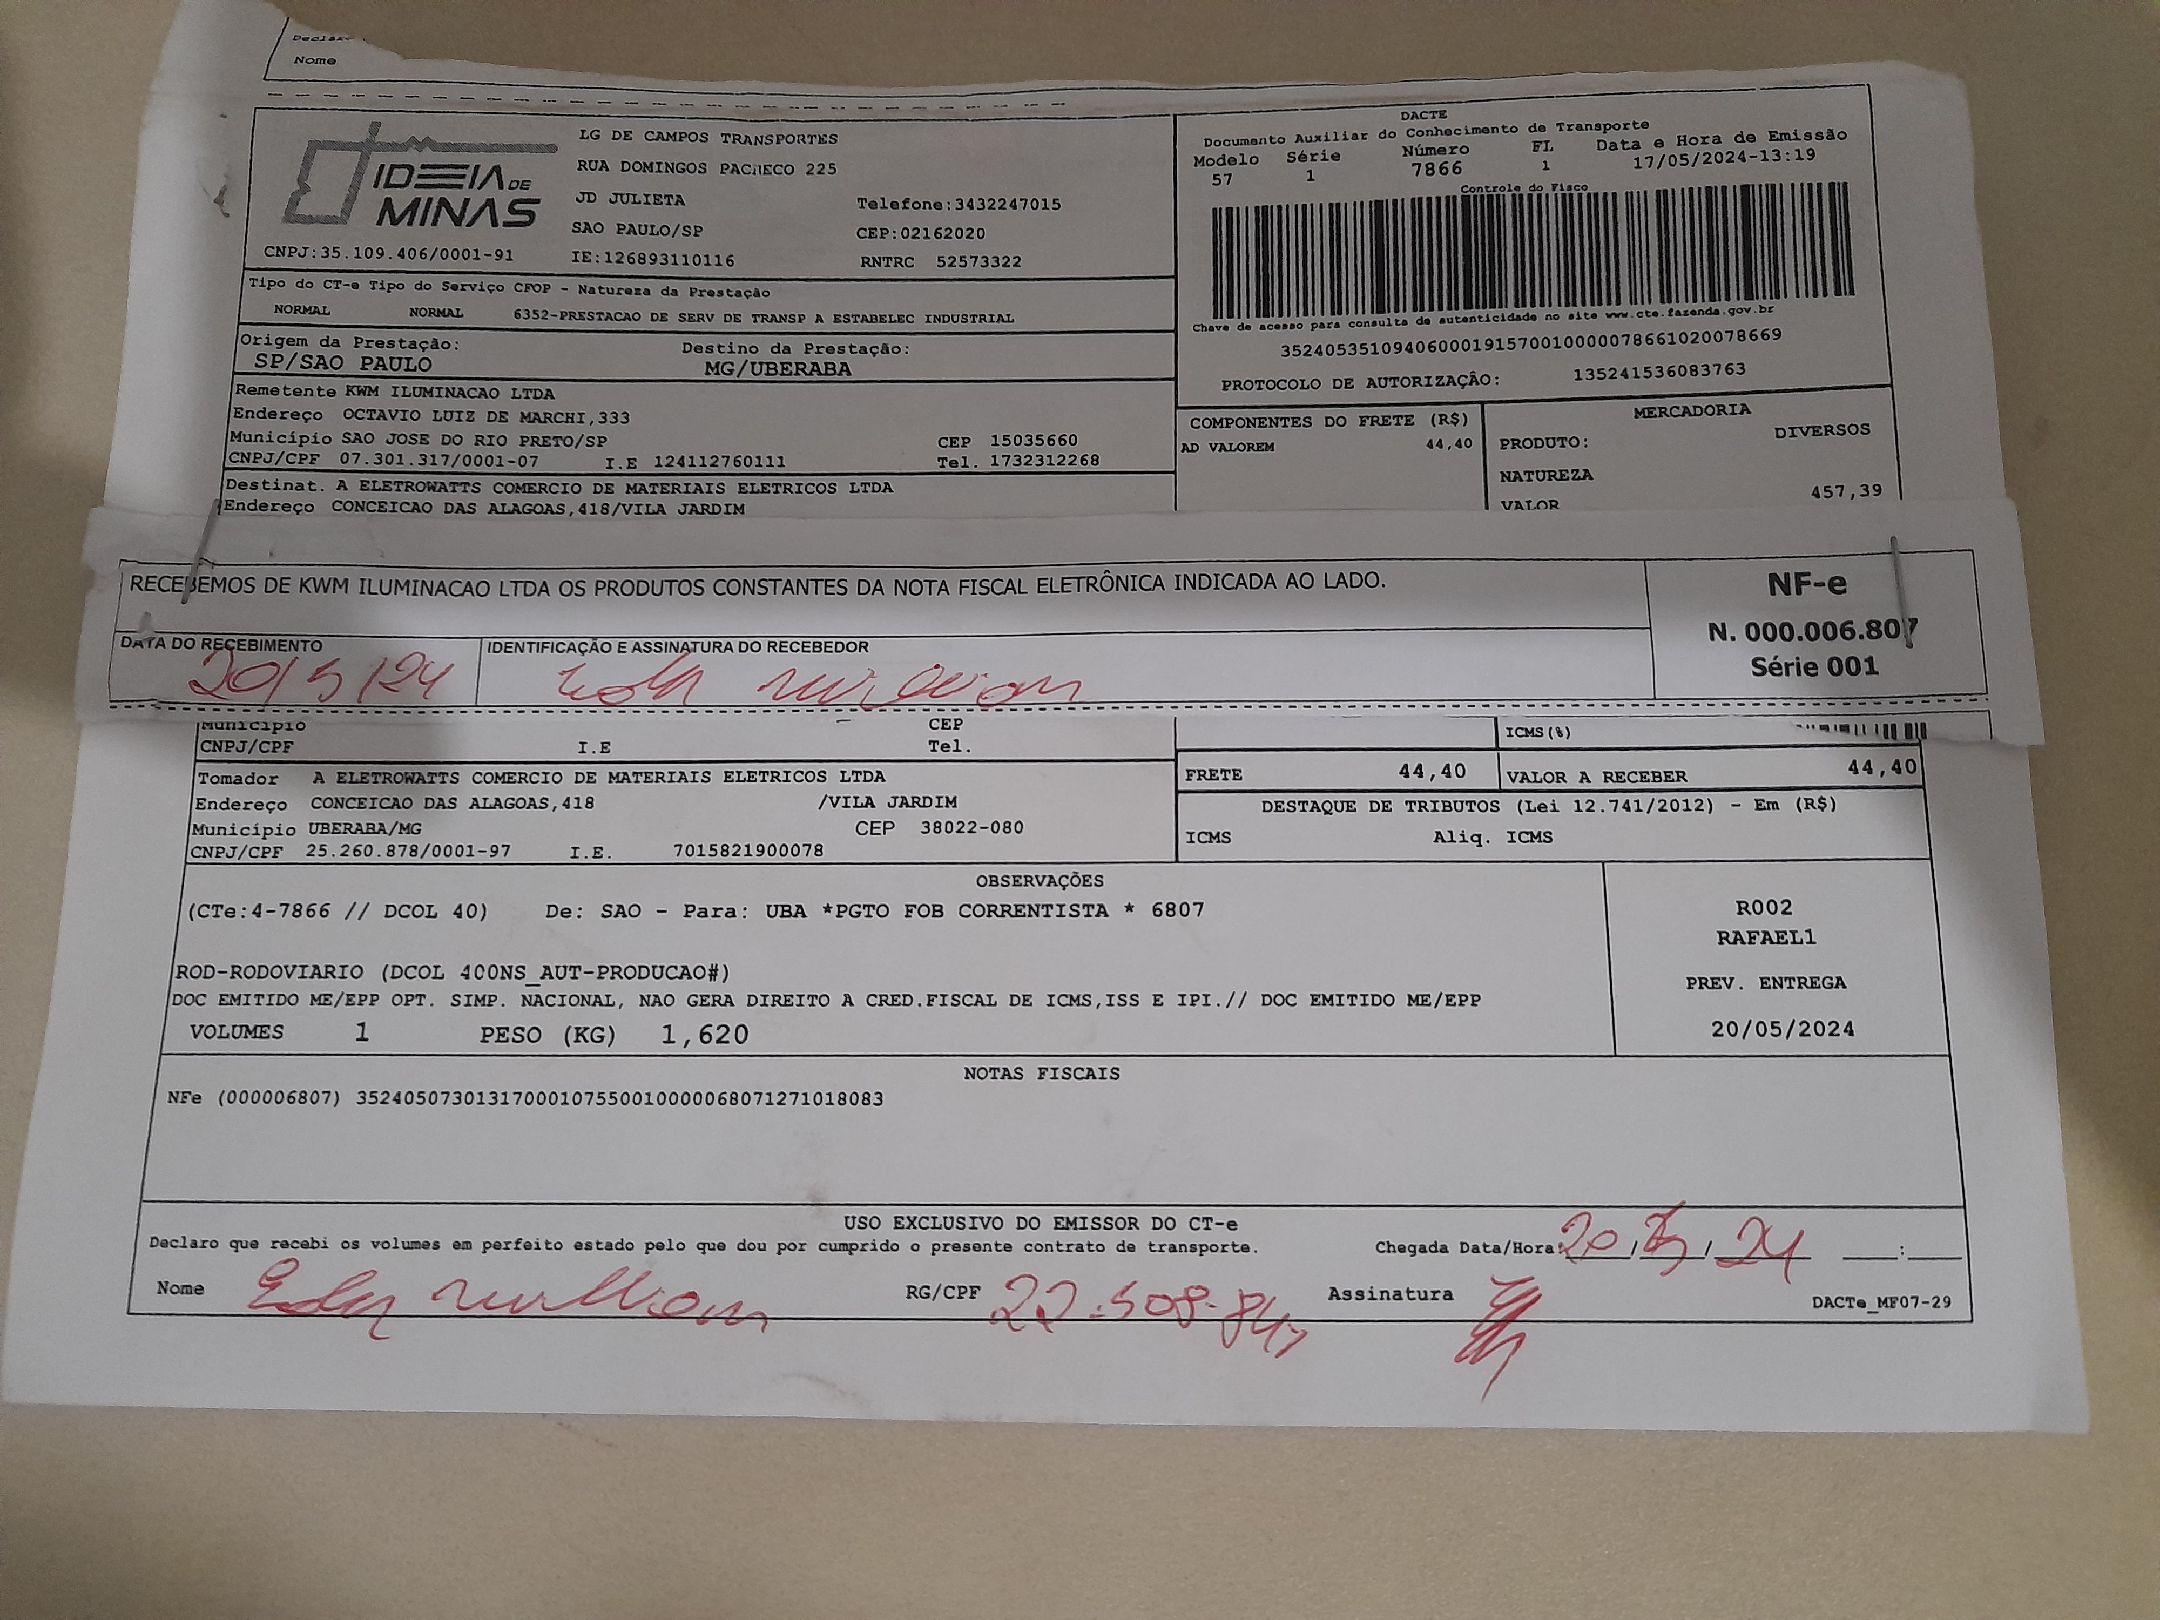 Nome
IDEIA DE MINAS
LG DE CAMPOS TRANSPORTES
RUA DOMINGOS PACHECO 225
JD JULIETA Telefone:3432247015
SAO PAULO/SP CEP:02162020
CNPJ:35.109.406/0001-91 IE:126893110116 RNTRC 52573322
DACTE
Documento Auxiliar do Conhecimento de Transporte
Modelo Série Número FL Data e Hora de Emissão
57 1 7866 1 17/05/2024-13:19
Controle do Fisco
Chave de acesso para consulta de autenticidade no site www.cte.fazenda.gov.br
35240535109406000191570010000078661020078669
PROTOCOLO DE AUTORIZAÇÃO: 135241536083763
Tipo do CT-e Tipo do Serviço CFOP - Natureza da Prestação
NORMAL NORMAL 6352-PRESTACAO DE SERV DE TRANSP A ESTABELEC INDUSTRIAL
Origem da Prestação: Destino da Prestação:
SP/SAO PAULO MG/UBERABA
Remetente KWM ILUMINACAO LTDA
Endereço OCTAVIO LUIZ DE MARCHI,333
Município SAO JOSE DO RIO PRETO/SP CEP 15035660
CNPJ/CPF 07.301.317/0001-07 I.E 124112760111 Tel. 1732312268
Destinat. A ELETROWATTS COMERCIO DE MATERIAIS ELETRICOS LTDA
Endereço CONCEICAO DAS ALAGOAS,418/VILA JARDIM
COMPONENTES DO FRETE (R$)
AD VALOREM 44,40
MERCADORIA
PRODUTO: DIVERSOS
NATUREZA
VALOR 457,39
RECEBEMOS DE KWM ILUMINACAO LTDA OS PRODUTOS CONSTANTES DA NOTA FISCAL ELETRÔNICA INDICADA AO LADO.
NF-e
N. 000.006.807
Série 001
DATA DO RECEBIMENTO IDENTIFICAÇÃO E ASSINATURA DO RECEBEDOR
20/5/24
Município CEP
CNPJ/CPF I.E Tel.
ICMS(%)
Tomador A ELETROWATTS COMERCIO DE MATERIAIS ELETRICOS LTDA
Endereço CONCEICAO DAS ALAGOAS,418 /VILA JARDIM
Município UBERABA/MG CEP 38022-080
CNPJ/CPF 25.260.878/0001-97 I.E. 7015821900078
FRETE 44,40 VALOR A RECEBER 44,40
DESTAQUE DE TRIBUTOS (Lei 12.741/2012) - Em (R$)
ICMS Aliq. ICMS
OBSERVAÇÕES
(CTe:4-7866 // DCOL 40) De: SAO - Para: UBA *PGTO FOB CORRENTISTA * 6807
ROD-RODOVIARIO (DCOL 400NS_AUT-PRODUCAO#)
DOC EMITIDO ME/EPP OPT. SIMP. NACIONAL, NAO GERA DIREITO A CRED.FISCAL DE ICMS,ISS E IPI.// DOC EMITIDO ME/EPP
VOLUMES 1 PESO (KG) 1,620
R002
RAFAEL1
PREV. ENTREGA
20/05/2024
NOTAS FISCAIS
NFe (000006807) 35240507301317000107550010000068071271018083
USO EXCLUSIVO DO EMISSOR DO CT-e
Declaro que recebi os volumes em perfeito estado pelo que dou por cumprido o presente contrato de transporte. Chegada Data/Hora: 20/5/24 :
Nome RG/CPF Assinatura
DACTe_MF07-29